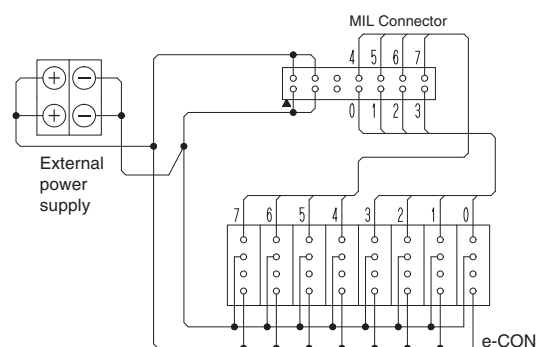 MIL Connector
4 5 6 7
+ −
+ −
0 1 2 3
External
power
supply
7 6 5 4 3 2 1 0
e-CON